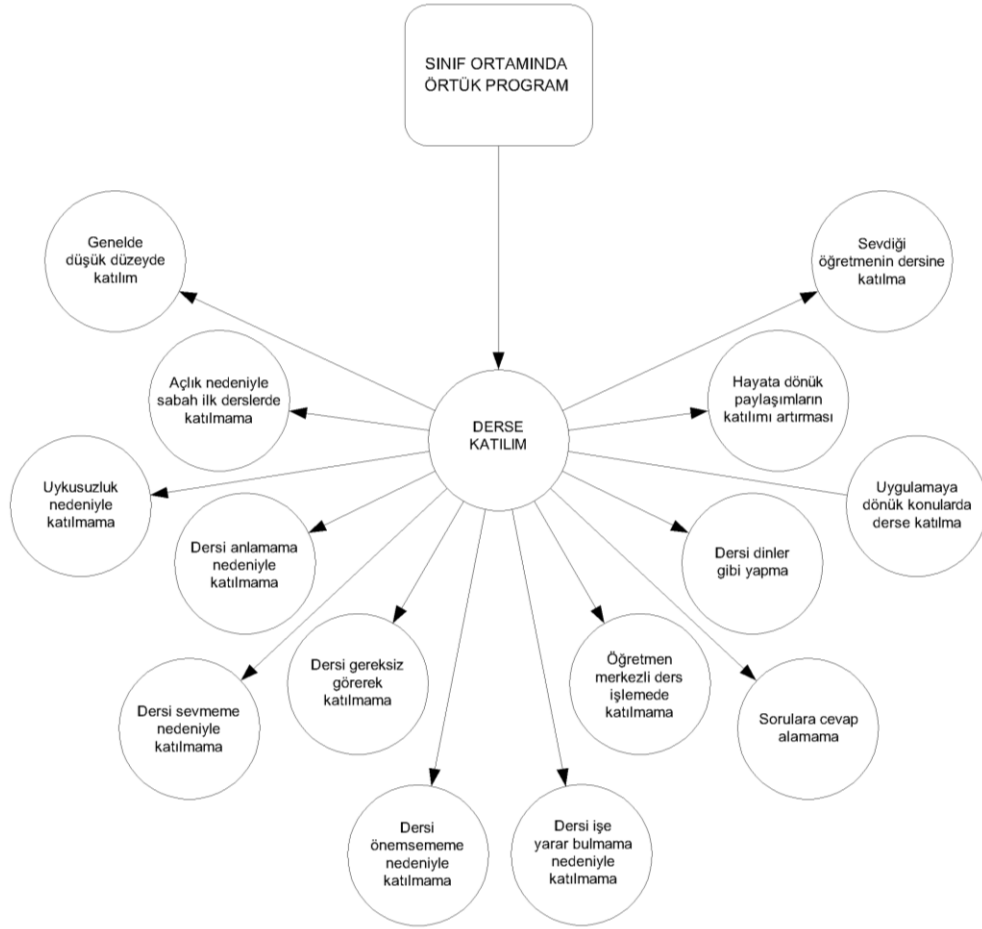 SINIF ORTAMINDA
ÖRTÜK PROGRAM
Genelde
düşük düzeyde
katılım
Sevdiği
öğretmenin dersine
katılma
Açlık nedeniyle
sabah ilk derslerde
katılmama
Hayata dönük
paylaşımların
katılımı artırması
DERSE
KATILIM
Uykusuzluk
nedeniyle
katılmama
Uygulamaya
dönük konularda
derse katılma
Dersi anlamama
nedeniyle
katılmama
Dersi dinler
gibi yapma
Dersi gereksiz
görerek
katılmama
Öğretmen
merkezli ders
işlemede
katılmama
Dersi sevmeme
nedeniyle
katılmama
Sorulara cevap
alamama
Dersi
önemsememe
nedeniyle
katılmama
Dersi işe
yarar bulmama
nedeniyle
katılmama